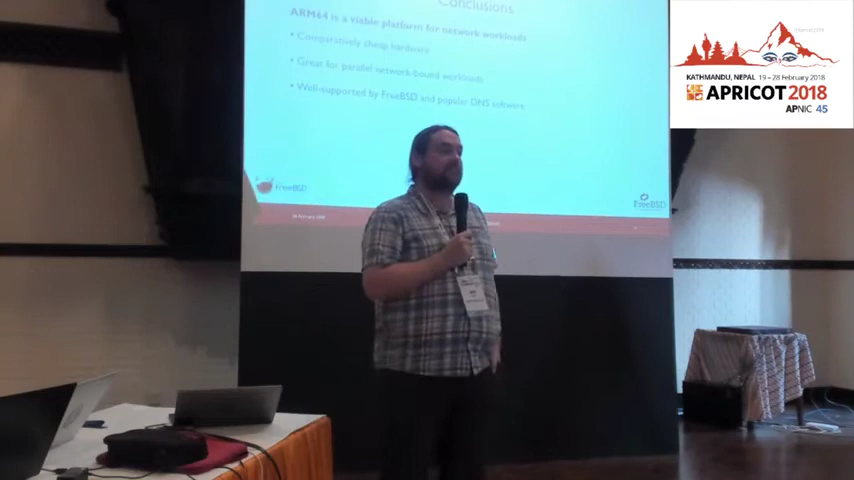 Conclusions
ARM64 is a viable platform for network workloads
• Comparatively cheap hardware
• Great for parallel network-bound workloads
• Well-supported by FreeBSD and popular DNS software
FreeBSD
FreeBSD
KATHMANDU, NEPAL 19 – 28 February 2018
APRICOT 2018
APNIC 45